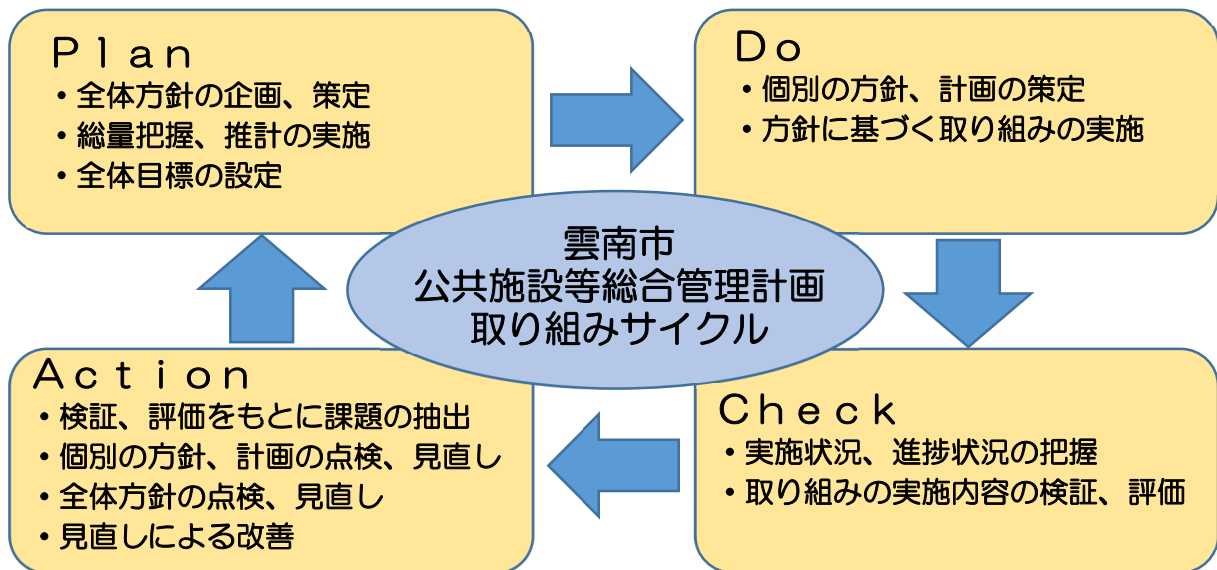 Ｐｌａｎ
・全体方針の企画、策定
・総量把握、推計の実施
・全体目標の設定
Ｄｏ
・個別の方針、計画の策定
・方針に基づく取り組みの実施
雲南市
公共施設等総合管理計画
取り組みサイクル
Ａｃｔｉｏｎ
・検証、評価をもとに課題の抽出
・個別の方針、計画の点検、見直し
・全体方針の点検、見直し
・見直しによる改善
Ｃｈｅｃｋ
・実施状況、進捗状況の把握
・取り組みの実施内容の検証、評価